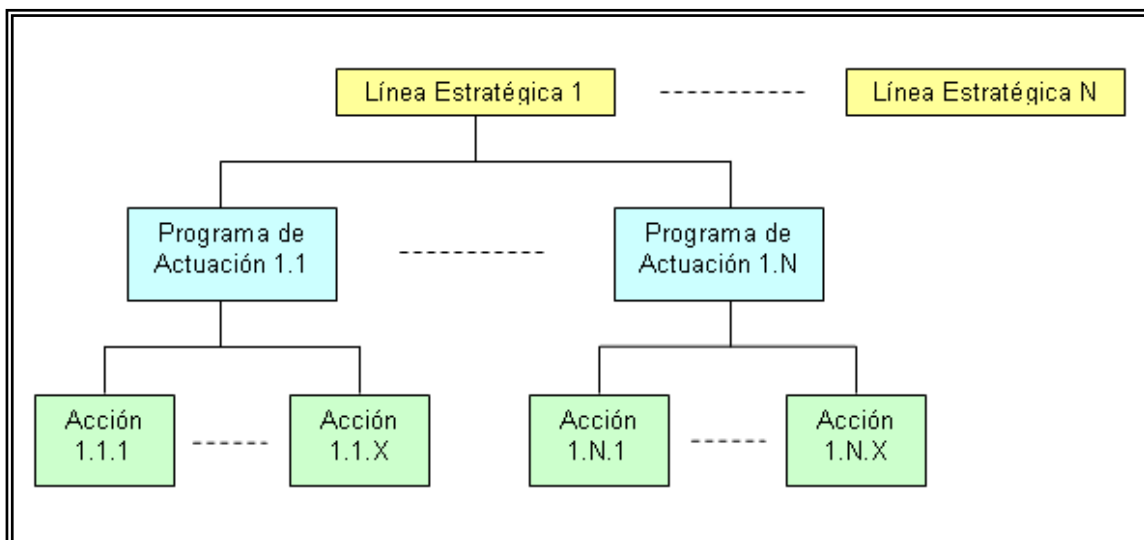 Línea Estratégica 1
Línea Estratégica N
Programa de
Actuación 1.1
Programa de
Actuación 1.N
Acción
1.1.1
Acción
1.1.X
Acción
1.N.1
Acción
1.N.X